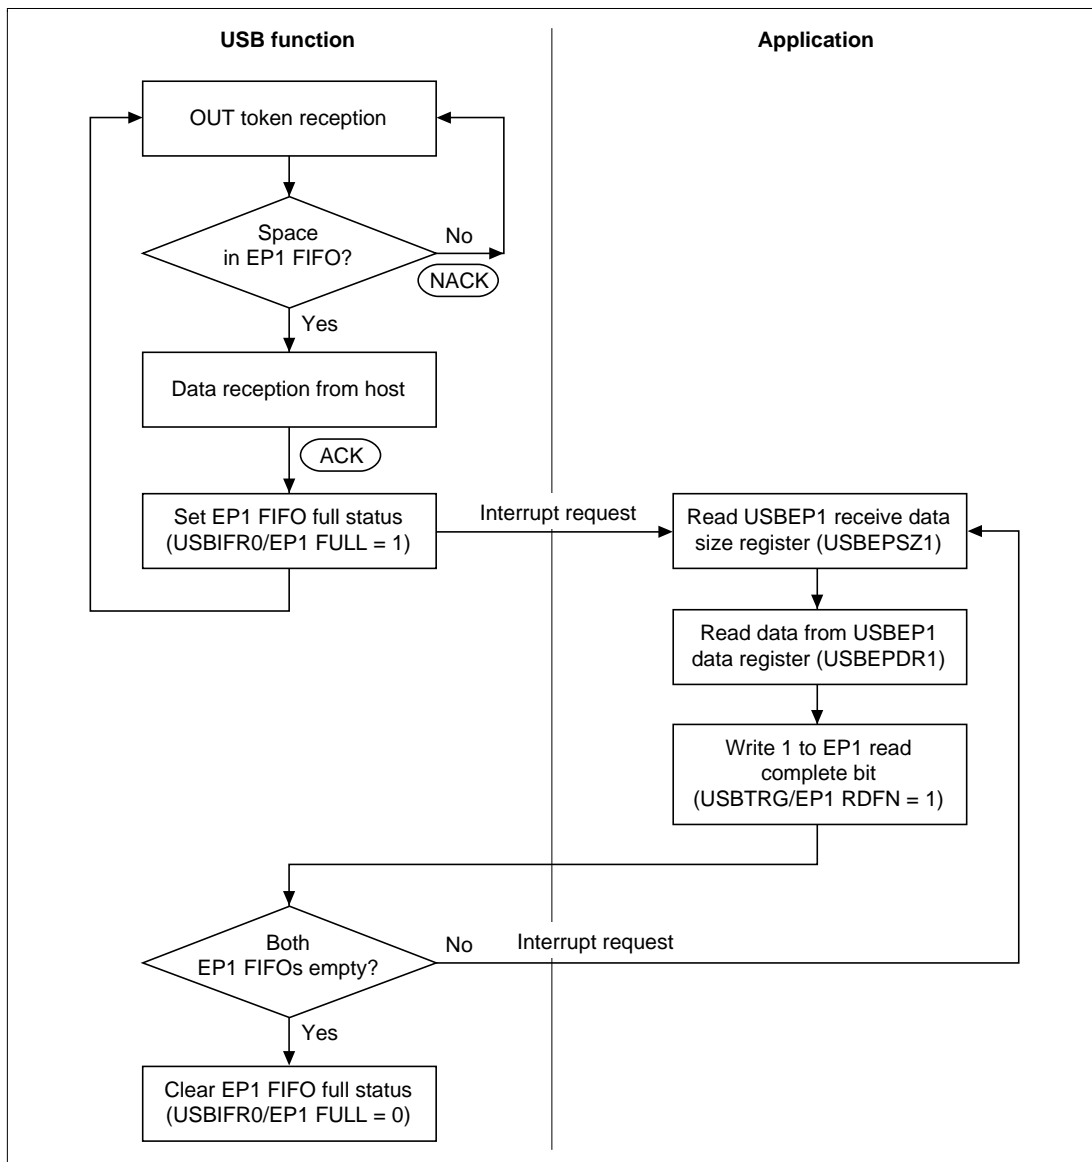 USB function
Application
OUT token reception
Space
in EP1 FIFO?
No
NACK
Yes
Data reception from host
ACK
Set EP1 FIFO full status
(USBIFR0/EP1 FULL = 1)
Interrupt request
Read USBEP1 receive data
size register (USBEPSZ1)
Read data from USBEP1
data register (USBEPDR1)
Write 1 to EP1 read
complete bit
(USBTRG/EP1 RDFN = 1)
Both
EP1 FIFOs empty?
No
Interrupt request
Yes
Clear EP1 FIFO full status
(USBIFR0/EP1 FULL = 0)